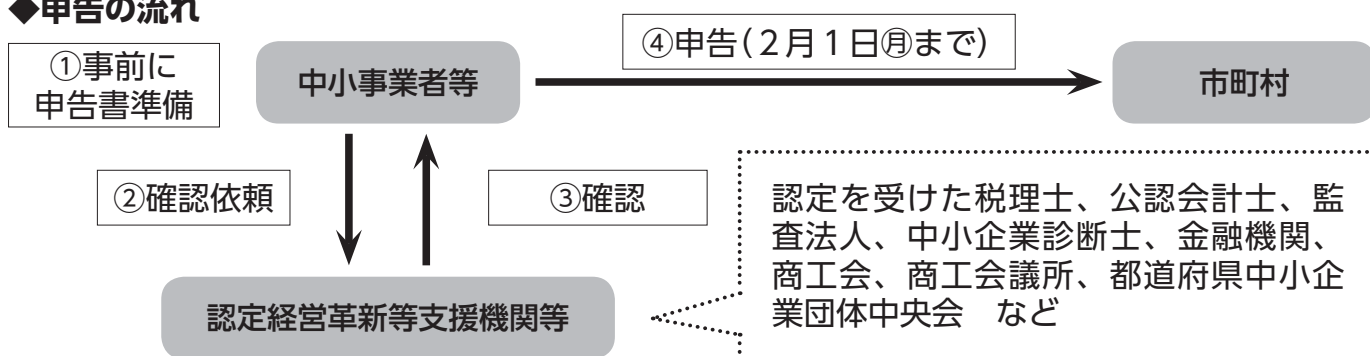 ◆申告の流れ
①事前に
申告書準備
中小事業者等
④申告(2月1日㊊まで)
市町村
②確認依頼
③確認
認定を受けた税理士、公認会計士、監
査法人、中小企業診断士、金融機関、
商工会、商工会議所、都道府県中小企
業団体中央会　など
認定経営革新等支援機関等